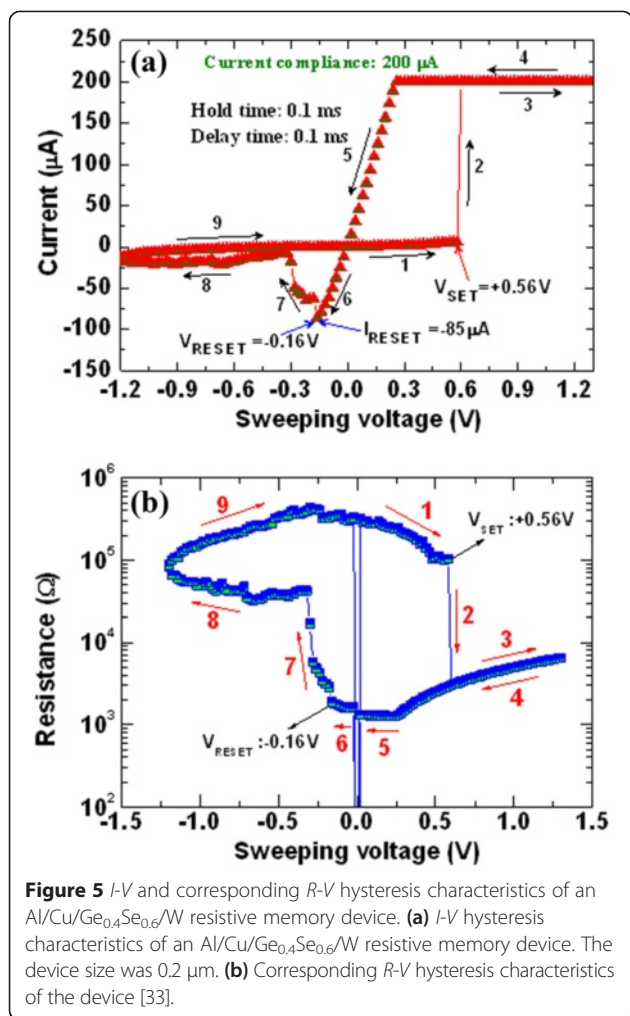 (a)
Current compliance: 200 μA
Hold time: 0.1 ms
Delay time: 0.1 ms
4
3
5
2
9
1
8
7
6
V_SET=+0.56V
V_RESET =-0.16V
I_RESET=-85μA
250
200
150
100
50
0
-50
-100
-150
Current (μA)
-1.2 -0.9 -0.6 -0.3 0.0 0.3 0.6 0.9 1.2
Sweeping voltage (V)
(b)
9
1
V_SET:+0.56V
2
3
4
8
7
V_RESET:-0.16V
6
5
10^6
10^5
10^4
10^3
10^2
Resistance (Ω)
-1.5 -1.0 -0.5 0.0 0.5 1.0 1.5
Sweeping voltage (V)
Figure 5 I-V and corresponding R-V hysteresis characteristics of an
Al/Cu/Ge0.4Se0.6/W resistive memory device. (a) I-V hysteresis
characteristics of an Al/Cu/Ge0.4Se0.6/W resistive memory device. The
device size was 0.2 μm. (b) Corresponding R-V hysteresis characteristics
of the device [33].